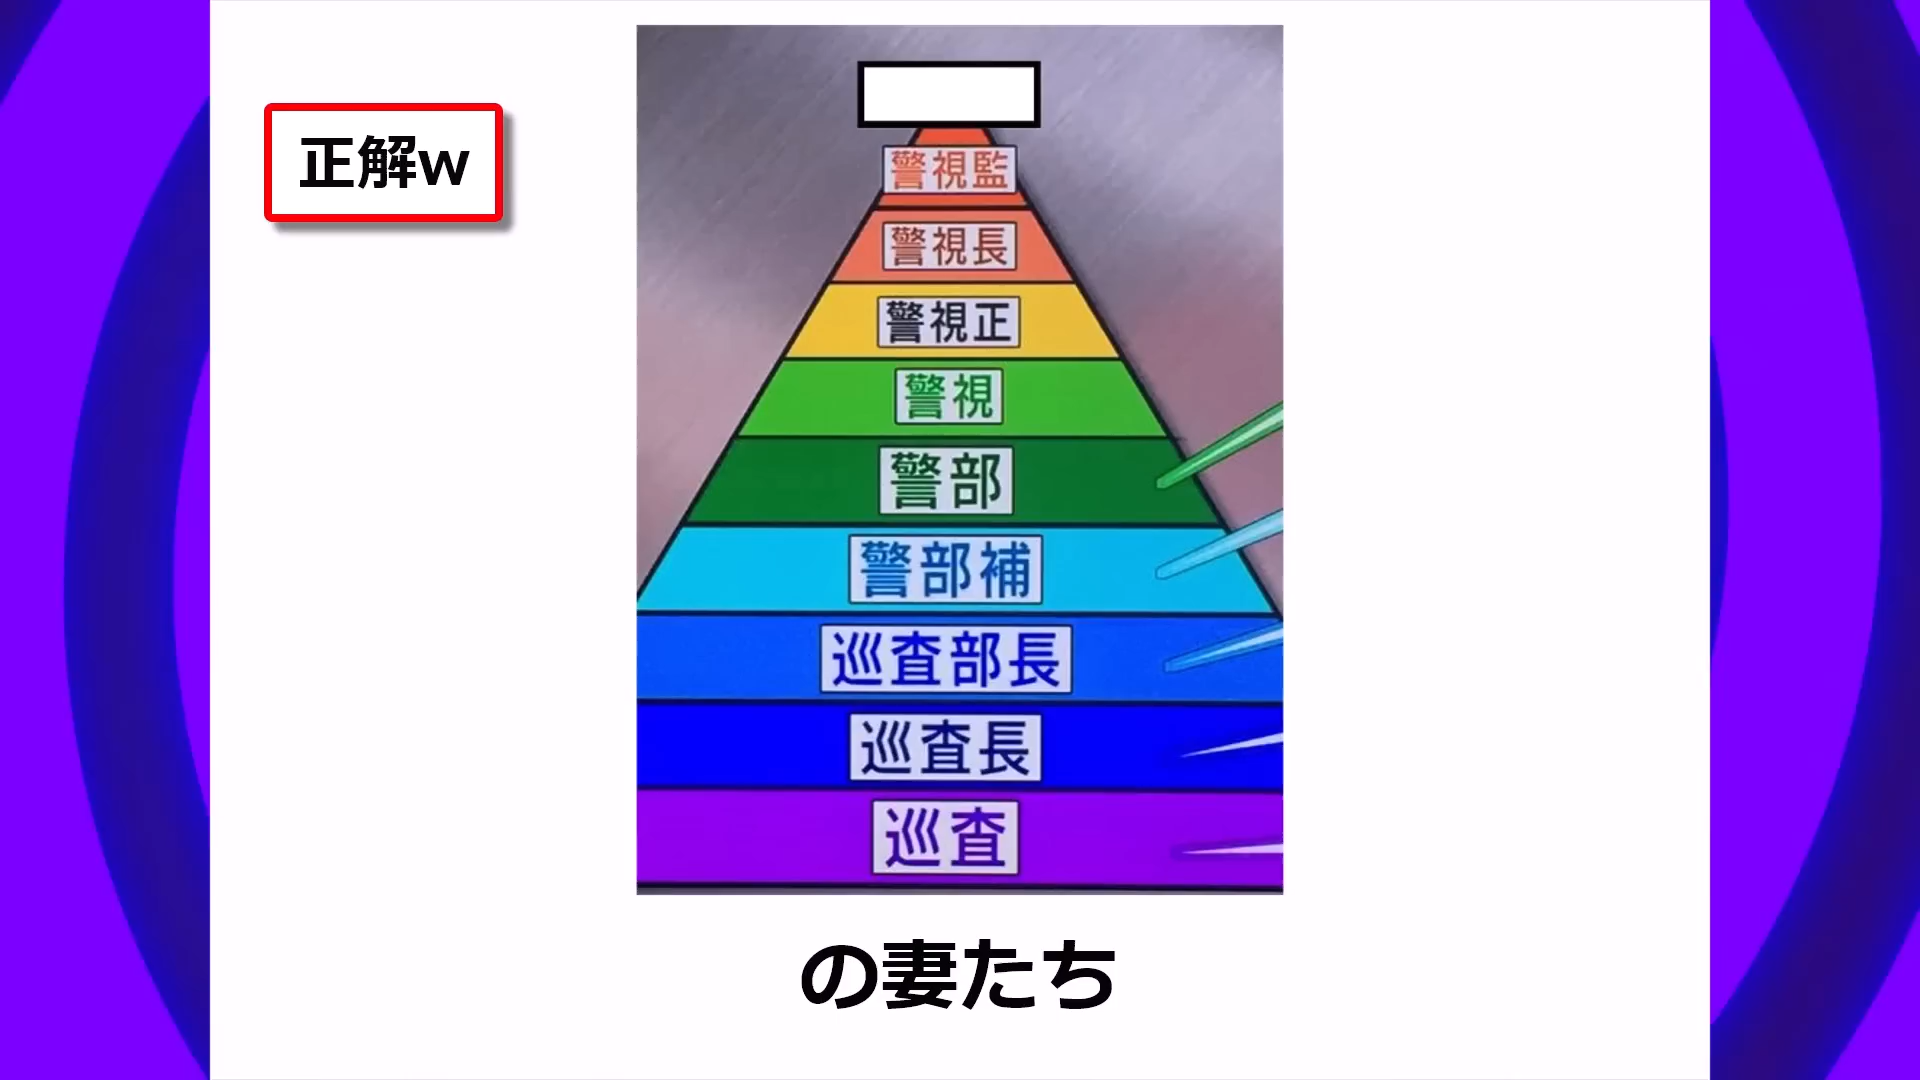 正解w
警視監
警視長
警視正
警視
警部
警部補
巡査部長
巡査長
巡査
の妻たち